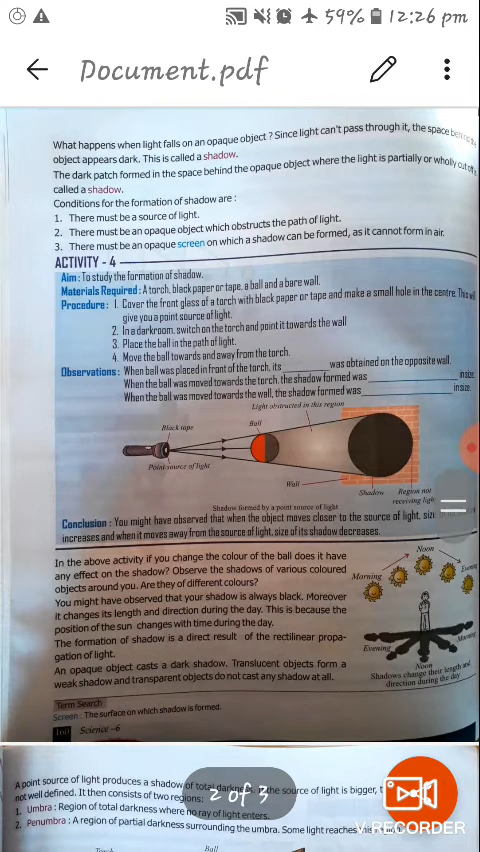 59% 12:26 pm
Document.pdf
What happens when light falls on an opaque object ? Since light can't pass through it, the space behind the
object appears dark. This is called a shadow.
The dark patch formed in the space behind the opaque object where the light is partially or wholly cut off is
called a shadow.
Conditions for the formation of shadow are :
1. There must be a source of light.
2. There must be an opaque object which obstructs the path of light.
3. There must be an opaque screen on which a shadow can be formed, as it cannot form in air.
ACTIVITY - 4
Aim : To study the formation of shadow.
Materials Required : A torch, black paper or tape, a ball and a bare wall.
Procedure : 1. Cover the front glass of a torch with black paper or tape and make a small hole in the centre. This will
give you a point source of light.
2. In a darkroom, switch on the torch and point it towards the wall
3. Place the ball in the path of light.
4. Move the ball towards and away from the torch.
Observations : When ball was placed in front of the torch, its ________ was obtained on the opposite wall.
When the ball was moved towards the torch, the shadow formed was ________ in size.
When the ball was moved towards the wall, the shadow formed was ________ in size.
Light obstructed in this region
Black tape
Ball
Point source of light
Wall
Shadow
Region not
receiving light
Shadow formed by a point source of light
Conclusion : You might have observed that when the object moves closer to the source of light, size
increases and when it moves away from the source of light, size of its shadow decreases.
In the above activity if you change the colour of the ball does it have
any effect on the shadow? Observe the shadows of various coloured
objects around you. Are they of different colours?
You might have observed that your shadow is always black. Moreover
it changes its length and direction during the day. This is because the
position of the sun changes with time during the day.
The formation of shadow is a direct result of the rectilinear propa-
gation of light.
An opaque object casts a dark shadow. Translucent objects form a
weak shadow and transparent objects do not cast any shadow at all.
Noon
Morning
Evening
Evening
Morning
Noon
Shadows change their length and
direction during the day
Term Search
Screen : The surface on which shadow is formed.
160 Science -6
A point source of light produces a shadow of total darkness. If the source of light is bigger, t
not well defined. It then consists of two regions:
2 of 3
1. Umbra : Region of total darkness where no ray of light enters.
2. Penumbra : A region of partial darkness surrounding the umbra. Some light reaches this region
Torch
Ball
V RECORDER